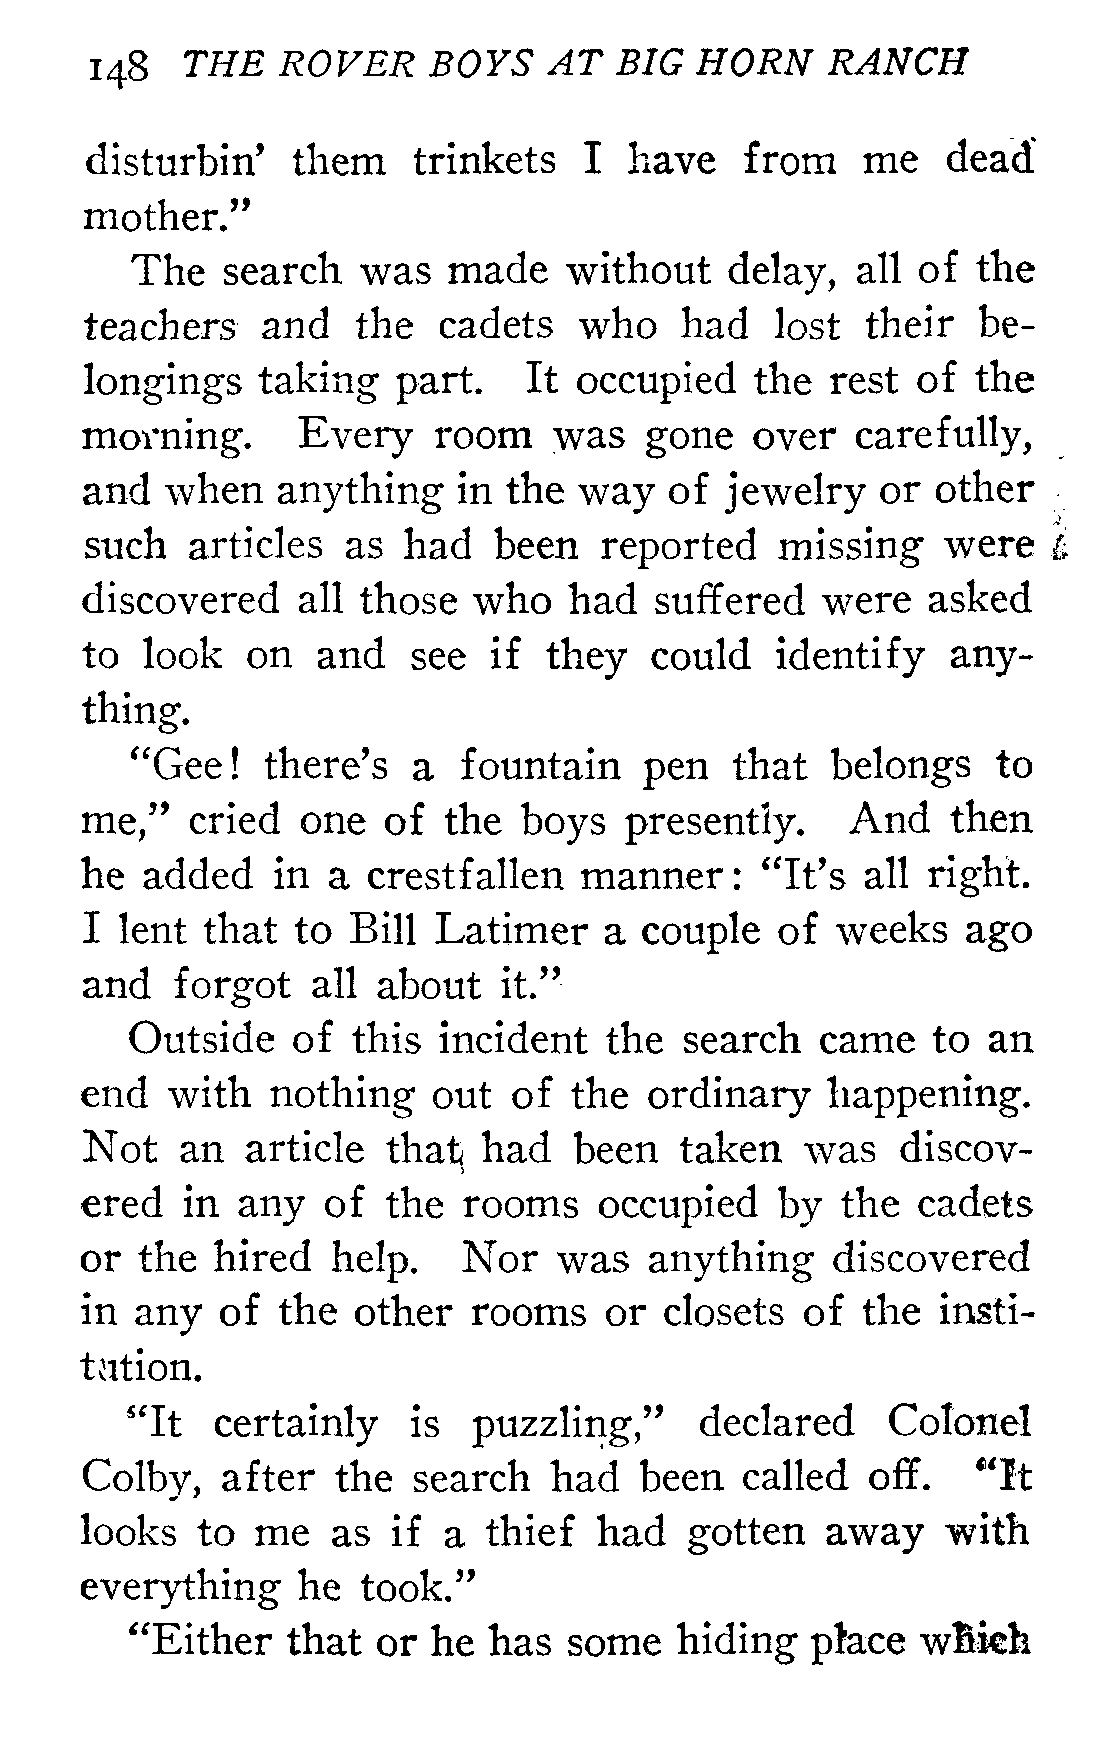 148 THE ROVER BOYS AT BIG HORN RANCH
disturbin’ them trinkets I have from me dead
mother.”
The search was made without delay, all of the
teachers and the cadets who had lost their be-
longings taking part. It occupied the rest of the
morning. Every room was gone over carefully,
and when anything in the way of jewelry or other
such articles as had been reported missing were
discovered all those who had suffered were asked
to look on and see if they could identify any-
thing.
“Gee! there’s a fountain pen that belongs to
me,” cried one of the boys presently. And then
he added in a crestfallen manner: “It’s all right.
I lent that to Bill Latimer a couple of weeks ago
and forgot all about it.”
Outside of this incident the search came to an
end with nothing out of the ordinary happening.
Not an article that had been taken was discov-
ered in any of the rooms occupied by the cadets
or the hired help. Nor was anything discovered
in any of the other rooms or closets of the insti-
tution.
“It certainly is puzzling,” declared Colonel
Colby, after the search had been called off. “It
looks to me as if a thief had gotten away with
everything he took.”
“Either that or he has some hiding place which